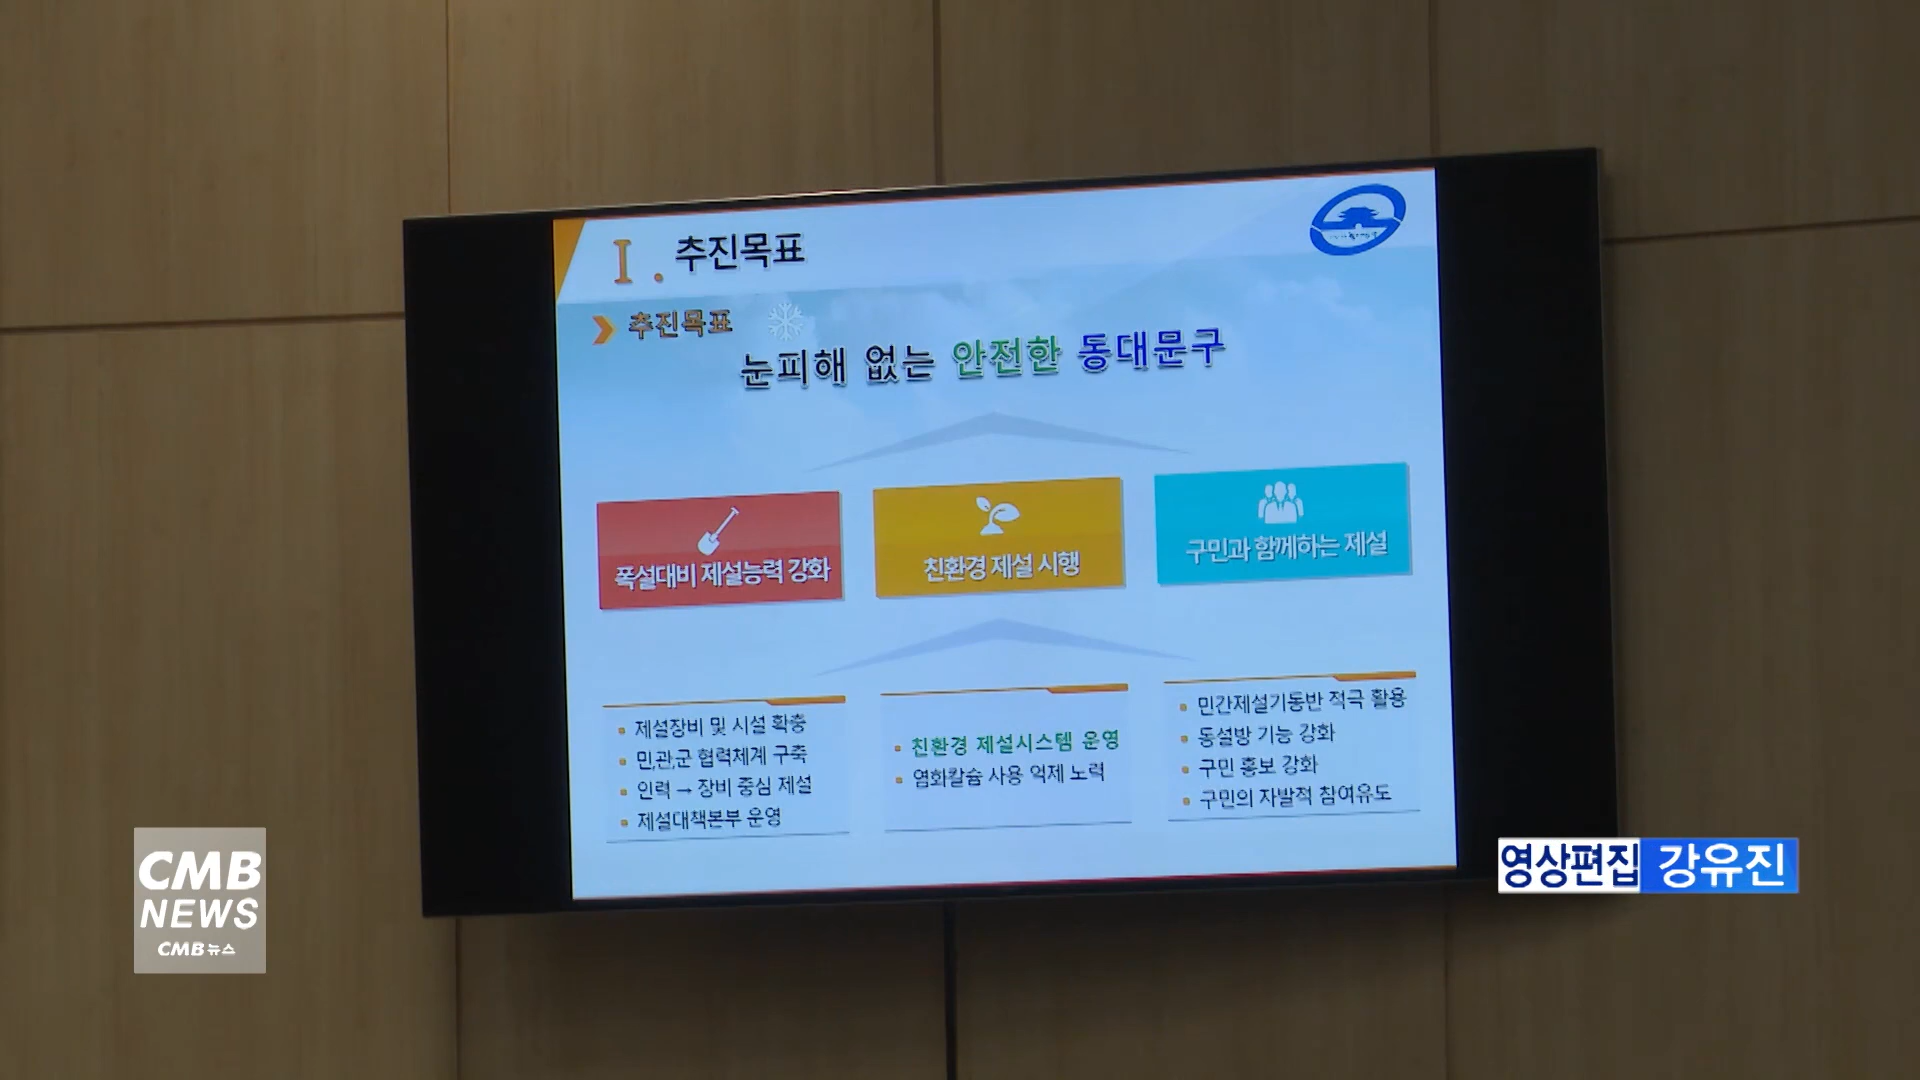 I. 추진목표
추진목표
눈피해 없는 안전한 동대문구
폭설대비 제설능력 강화
친환경 제설 시행
구민과 함께하는 제설
제설장비 및 시설 확충
민,관,군 협력체계 구축
인력 → 장비 중심 제설
제설대책본부 운영
친환경 제설시스템 운영
염화칼슘 사용 억제 노력
민간제설기동반 적극 활용
동설방 기능 강화
구민 홍보 강화
구민의 자발적 참여유도
영상편집 강유진
CMB
NEWS
CMB뉴스